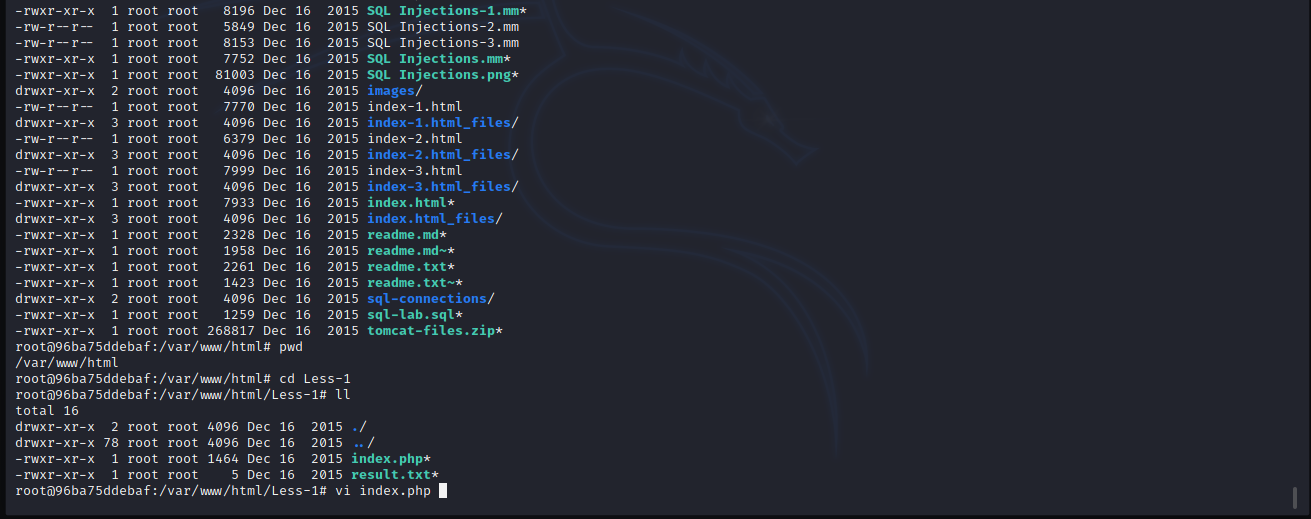 -rwxr-xr-x  1 root root   8196 Dec 16  2015 SQL Injections-1.mm*
-rw-r--r--  1 root root   5849 Dec 16  2015 SQL Injections-2.mm
-rw-r--r--  1 root root   8153 Dec 16  2015 SQL Injections-3.mm
-rwxr-xr-x  1 root root   7752 Dec 16  2015 SQL Injections.mm*
-rwxr-xr-x  1 root root  81003 Dec 16  2015 SQL Injections.png*
drwxr-xr-x  2 root root   4096 Dec 16  2015 images/
-rw-r--r--  1 root root   7770 Dec 16  2015 index-1.html
drwxr-xr-x  3 root root   4096 Dec 16  2015 index-1.html_files/
-rw-r--r--  1 root root   6379 Dec 16  2015 index-2.html
drwxr-xr-x  3 root root   4096 Dec 16  2015 index-2.html_files/
-rw-r--r--  1 root root   7999 Dec 16  2015 index-3.html
drwxr-xr-x  3 root root   4096 Dec 16  2015 index-3.html_files/
-rwxr-xr-x  1 root root   7933 Dec 16  2015 index.html*
drwxr-xr-x  3 root root   4096 Dec 16  2015 index.html_files/
-rwxr-xr-x  1 root root   2328 Dec 16  2015 readme.md*
-rwxr-xr-x  1 root root   1958 Dec 16  2015 readme.md~*
-rwxr-xr-x  1 root root   2261 Dec 16  2015 readme.txt*
-rwxr-xr-x  1 root root   1423 Dec 16  2015 readme.txt~*
drwxr-xr-x  2 root root   4096 Dec 16  2015 sql-connections/
-rwxr-xr-x  1 root root   1259 Dec 16  2015 sql-lab.sql*
-rwxr-xr-x  1 root root 268817 Dec 16  2015 tomcat-files.zip*
root@96ba75ddebaf:/var/www/html# pwd
/var/www/html
root@96ba75ddebaf:/var/www/html# cd Less-1
root@96ba75ddebaf:/var/www/html/Less-1# ll
total 16
drwxr-xr-x  2 root root 4096 Dec 16  2015 ./
drwxr-xr-x 78 root root 4096 Dec 16  2015 ../
-rwxr-xr-x  1 root root 1464 Dec 16  2015 index.php*
-rwxr-xr-x  1 root root    5 Dec 16  2015 result.txt*
root@96ba75ddebaf:/var/www/html/Less-1# vi index.php